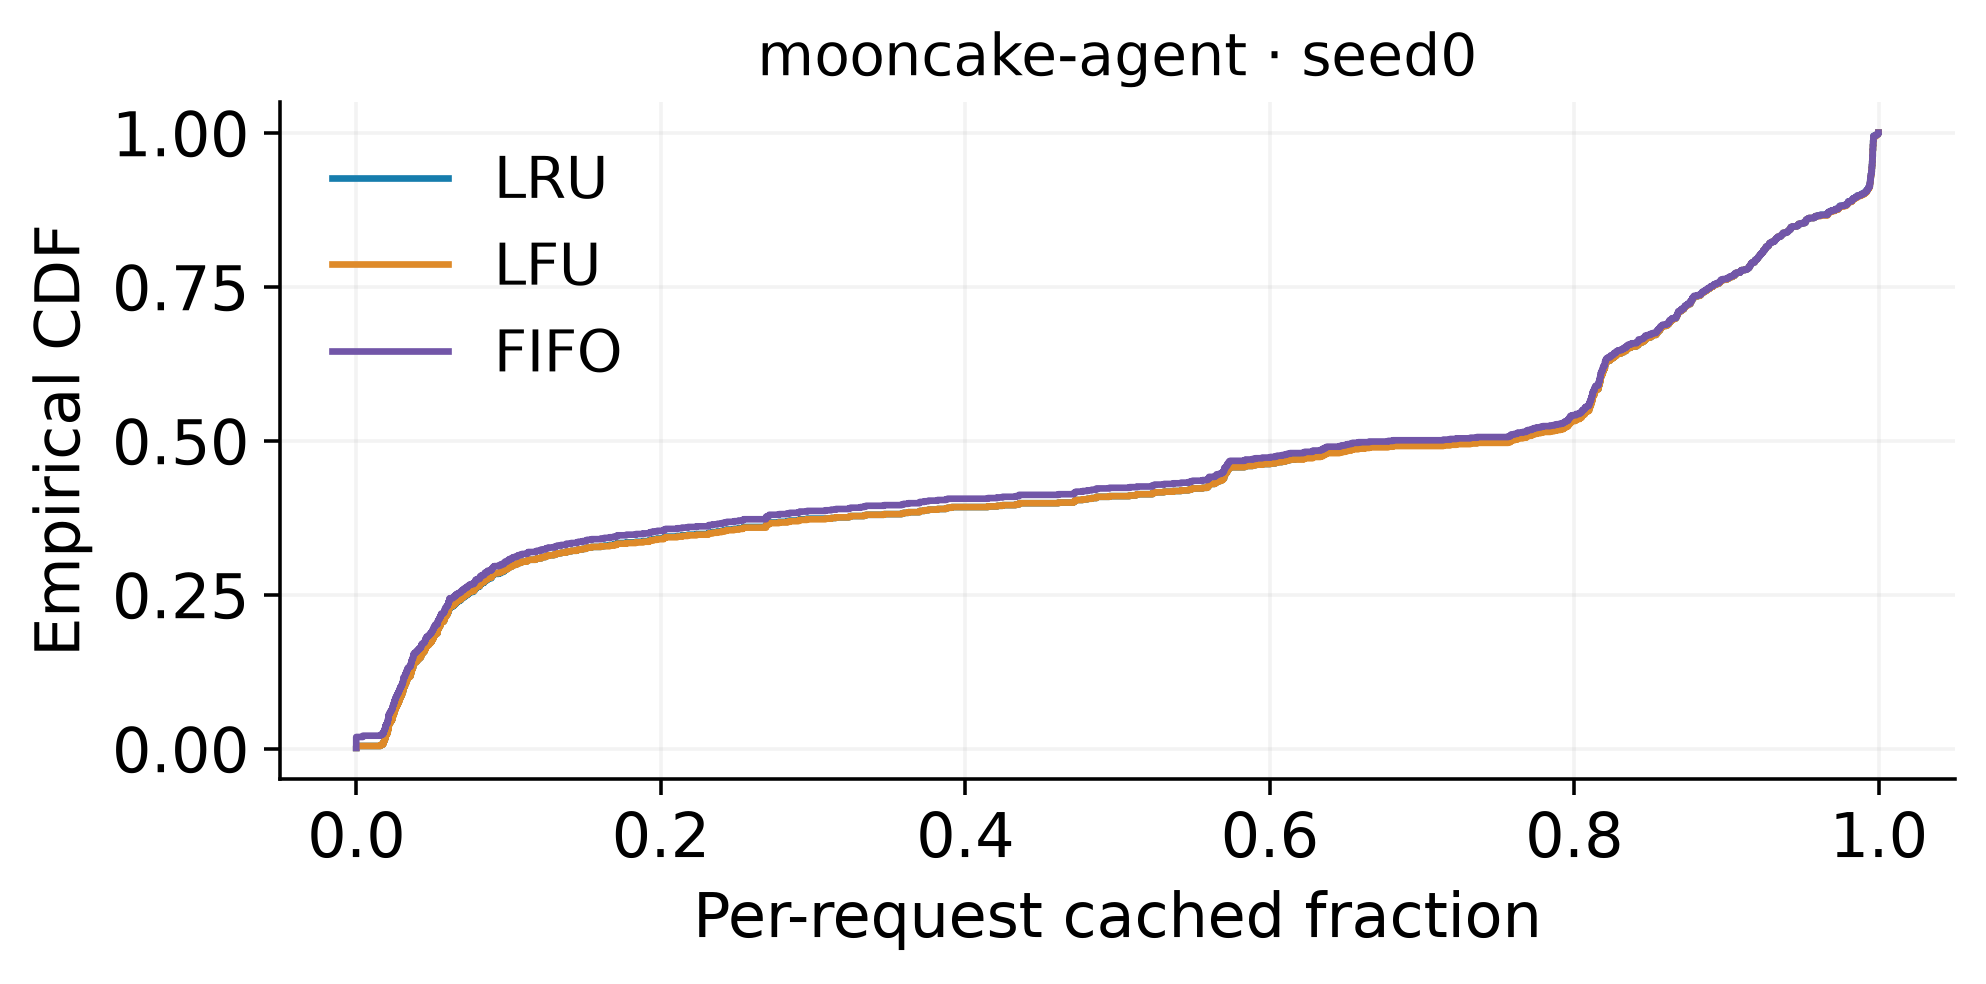 mooncake-agent · seed0
Empirical CDF
1.00
0.75
0.50
0.25
0.00
LRU
LFU
FIFO
0.0 0.2 0.4 0.6 0.8 1.0
Per-request cached fraction